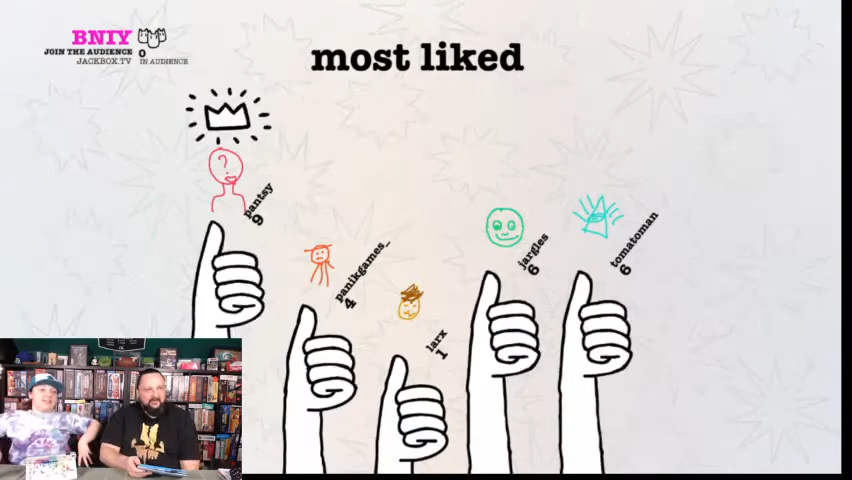 BNIY
JOIN THE AUDIENCE
JACKBOX.TV
0
IN AUDIENCE
most liked
?
pantsy
9
panikgames_
4
larx
1
jargles
6
tomatoman
6